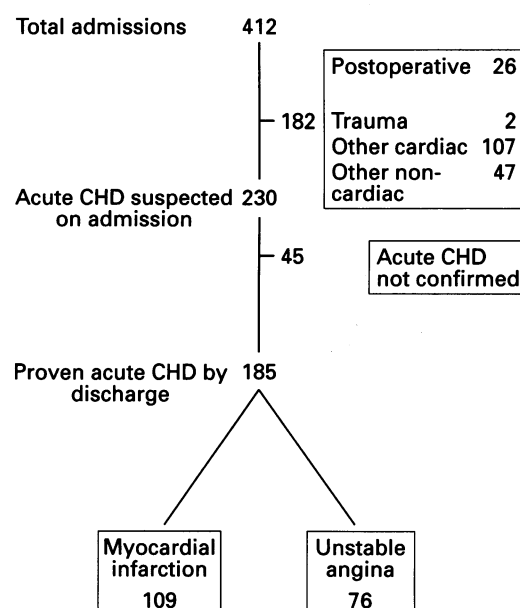 Total admissions 412
Postoperative 26
182
Trauma 2
Other cardiac 107
Other non- 47
cardiac
Acute CHD suspected 230
on admission
45
Acute CHD
not confirmed
Proven acute CHD by 185
discharge
Myocardial
infarction
109
Unstable
angina
76